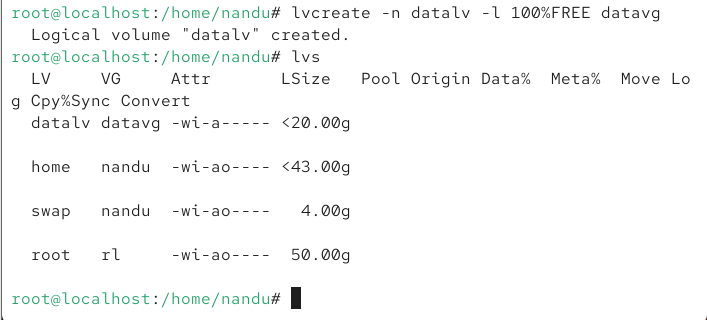 root@localhost:/home/nandu# lvcreate -n datalv -l 100%FREE datavg
  Logical volume "datalv" created.
root@localhost:/home/nandu# lvs
  LV     VG    Attr       LSize   Pool Origin Data%  Meta%  Move Lo
g Cpy%Sync Convert
  datalv datavg -wi-a----- <20.00g
  home   nandu  -wi-ao---- <43.00g
  swap   nandu  -wi-ao----   4.00g
  root   rl     -wi-ao----  50.00g
root@localhost:/home/nandu#